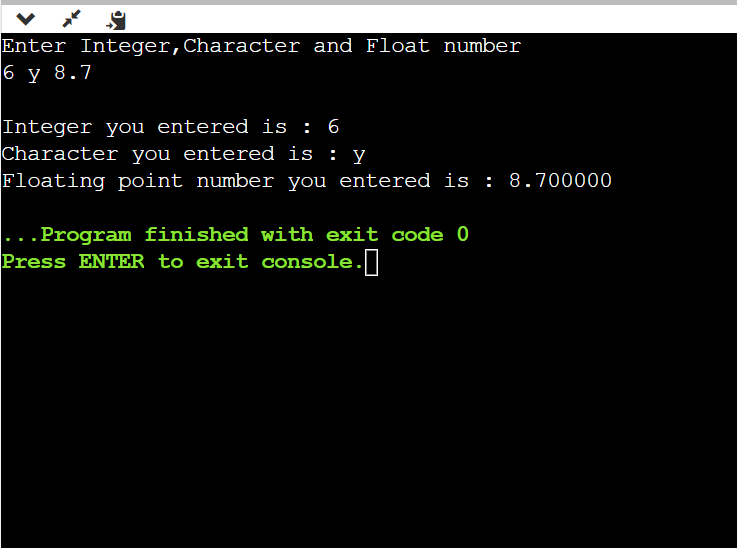 Enter Integer,Character and Float number
6 y 8.7
Integer you entered is : 6
Character you entered is : y
Floating point number you entered is : 8.700000
...Program finished with exit code 0
Press ENTER to exit console.